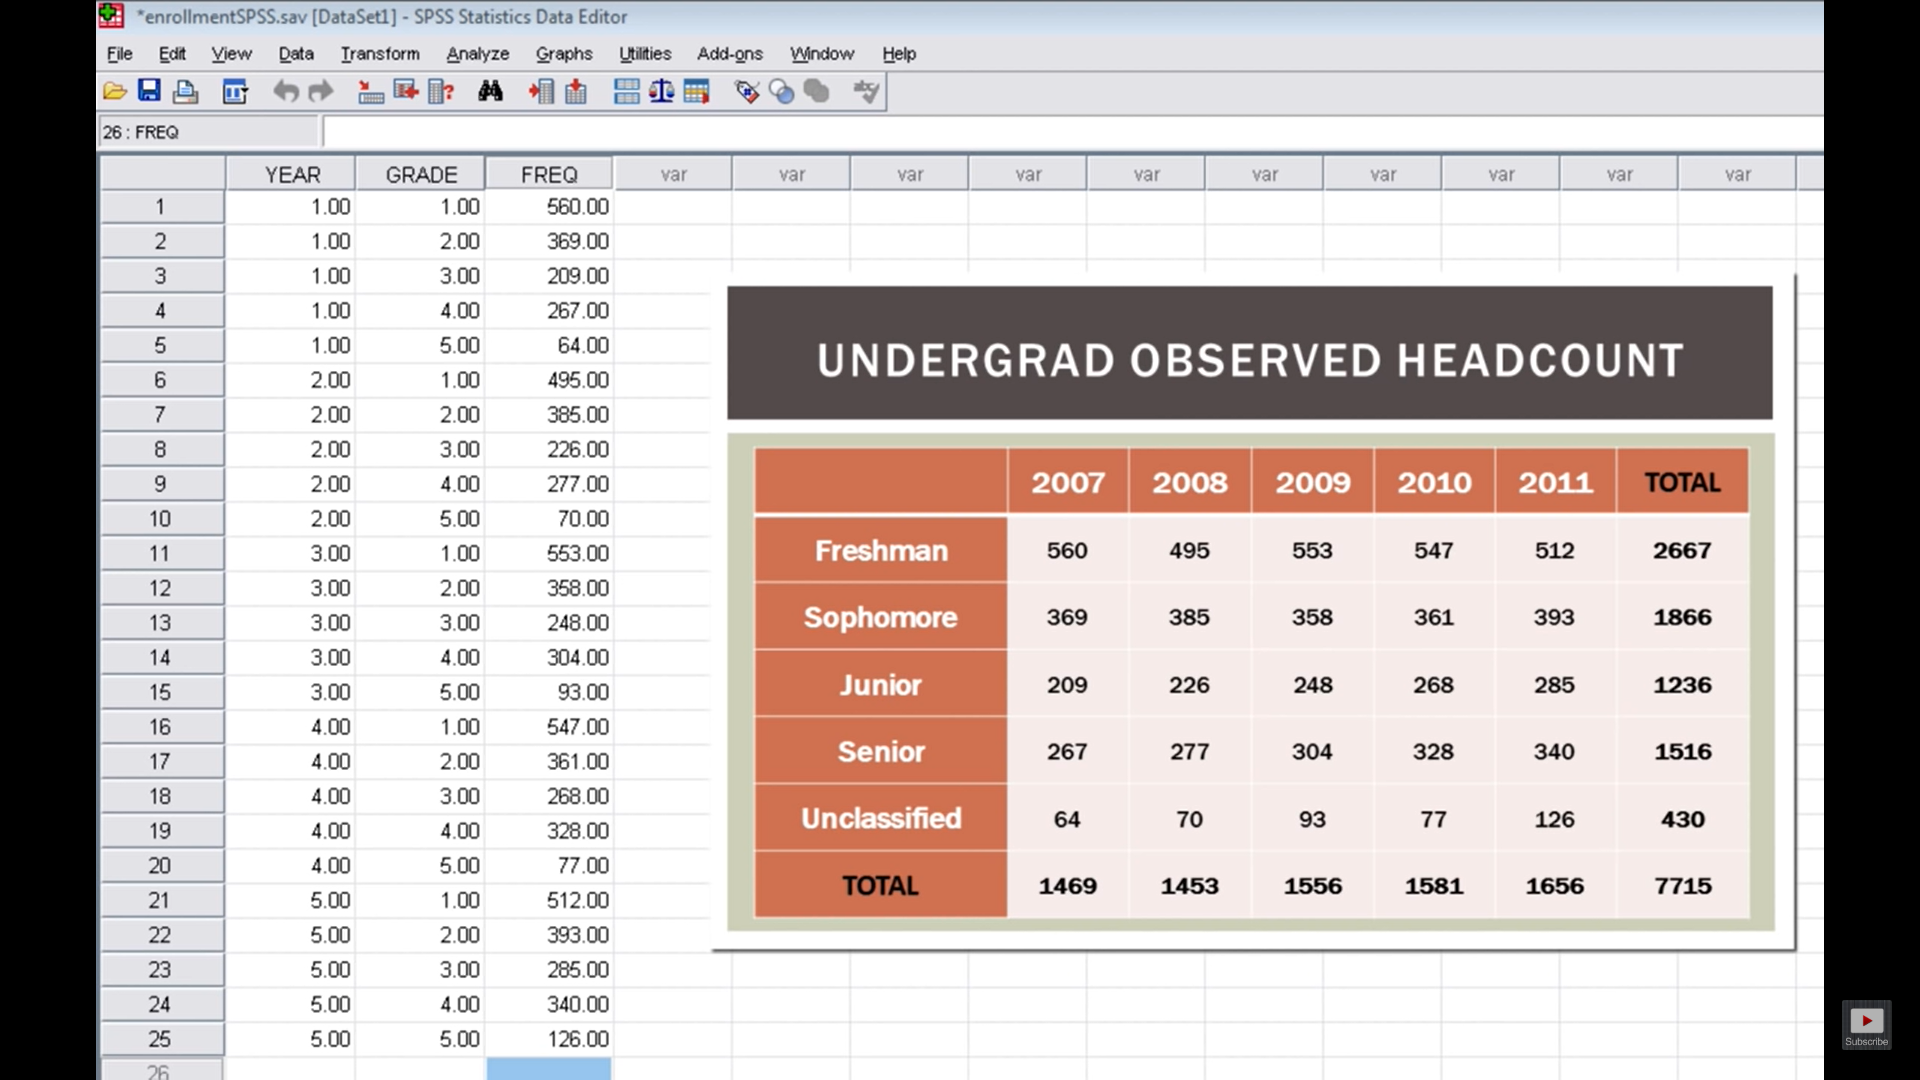 *enrollmentSPSS.sav [DataSet1] - SPSS Statistics Data Editor
File Edit View Data Transform Analyze Graphs Utilities Add-ons Window Help
26 : FREQ
YEAR GRADE FREQ var var var var var var var var var var
1 1.00 1.00 560.00
2 1.00 2.00 369.00
3 1.00 3.00 209.00
4 1.00 4.00 267.00
5 1.00 5.00 64.00
6 2.00 1.00 495.00
7 2.00 2.00 385.00
8 2.00 3.00 226.00
9 2.00 4.00 277.00
10 2.00 5.00 70.00
11 3.00 1.00 553.00
12 3.00 2.00 358.00
13 3.00 3.00 248.00
14 3.00 4.00 304.00
15 3.00 5.00 93.00
16 4.00 1.00 547.00
17 4.00 2.00 361.00
18 4.00 3.00 268.00
19 4.00 4.00 328.00
20 4.00 5.00 77.00
21 5.00 1.00 512.00
22 5.00 2.00 393.00
23 5.00 3.00 285.00
24 5.00 4.00 340.00
25 5.00 5.00 126.00
26
UNDERGRAD OBSERVED HEADCOUNT
2007 2008 2009 2010 2011 TOTAL
Freshman 560 495 553 547 512 2667
Sophomore 369 385 358 361 393 1866
Junior 209 226 248 268 285 1236
Senior 267 277 304 328 340 1516
Unclassified 64 70 93 77 126 430
TOTAL 1469 1453 1556 1581 1656 7715
Subscribe